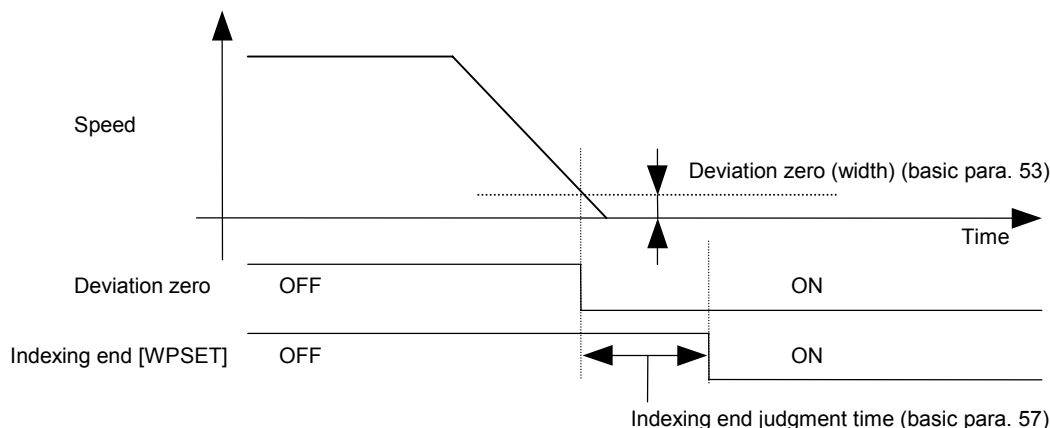 Speed
Deviation zero (width) (basic para. 53)
Time
Deviation zero OFF ON
Indexing end [WPSET] OFF ON
Indexing end judgment time (basic para. 57)